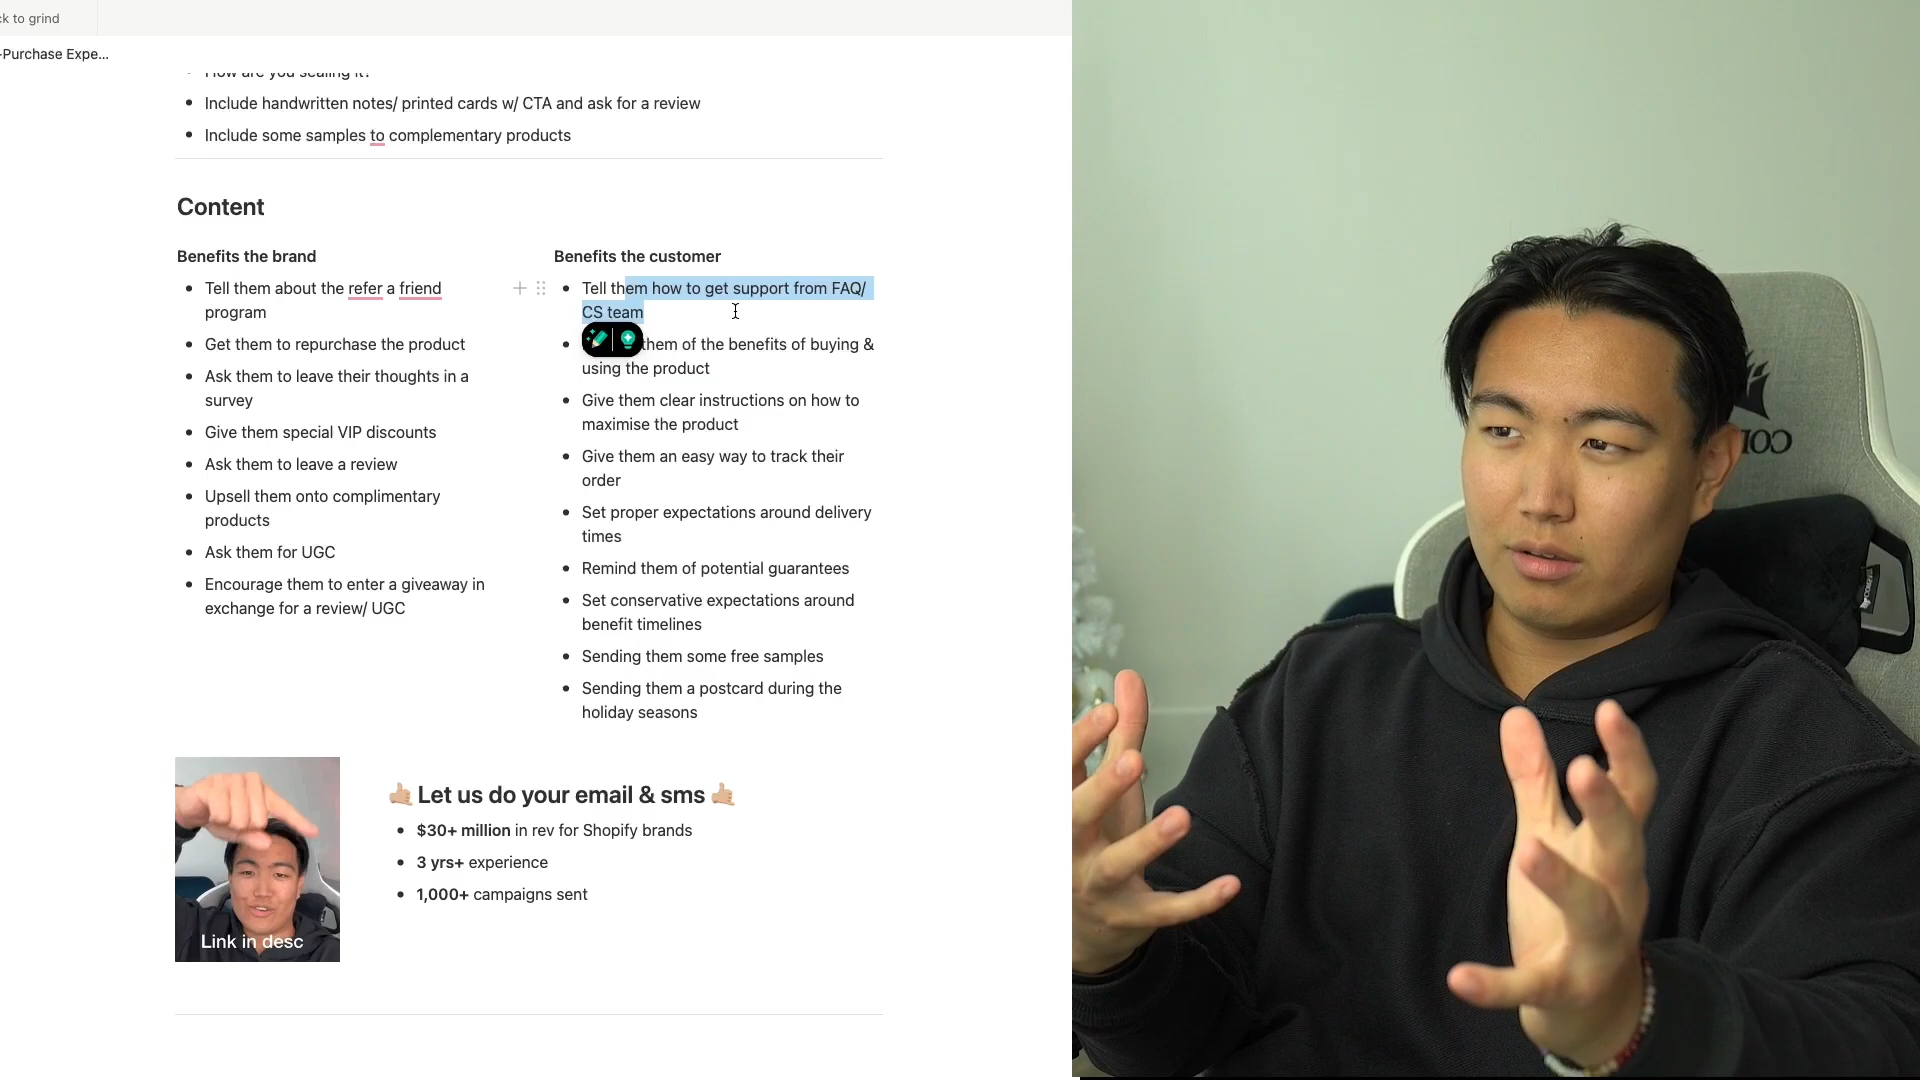 ck to grind
-Purchase Expe...
How are you sealing it?
Include handwritten notes/ printed cards w/ CTA and ask for a review
Include some samples to complementary products
Content
Benefits the brand
Tell them about the refer a friend
program
Get them to repurchase the product
Ask them to leave their thoughts in a
survey
Give them special VIP discounts
Ask them to leave a review
Upsell them onto complimentary
products
Ask them for UGC
Encourage them to enter a giveaway in
exchange for a review/ UGC
Benefits the customer
Tell them how to get support from FAQ/
CS team
them of the benefits of buying &
using the product
Give them clear instructions on how to
maximise the product
Give them an easy way to track their
order
Set proper expectations around delivery
times
Remind them of potential guarantees
Set conservative expectations around
benefit timelines
Sending them some free samples
Sending them a postcard during the
holiday seasons
Link in desc
🤙🏼 Let us do your email & sms 🤙🏼
$30+ million in rev for Shopify brands
3 yrs+ experience
1,000+ campaigns sent